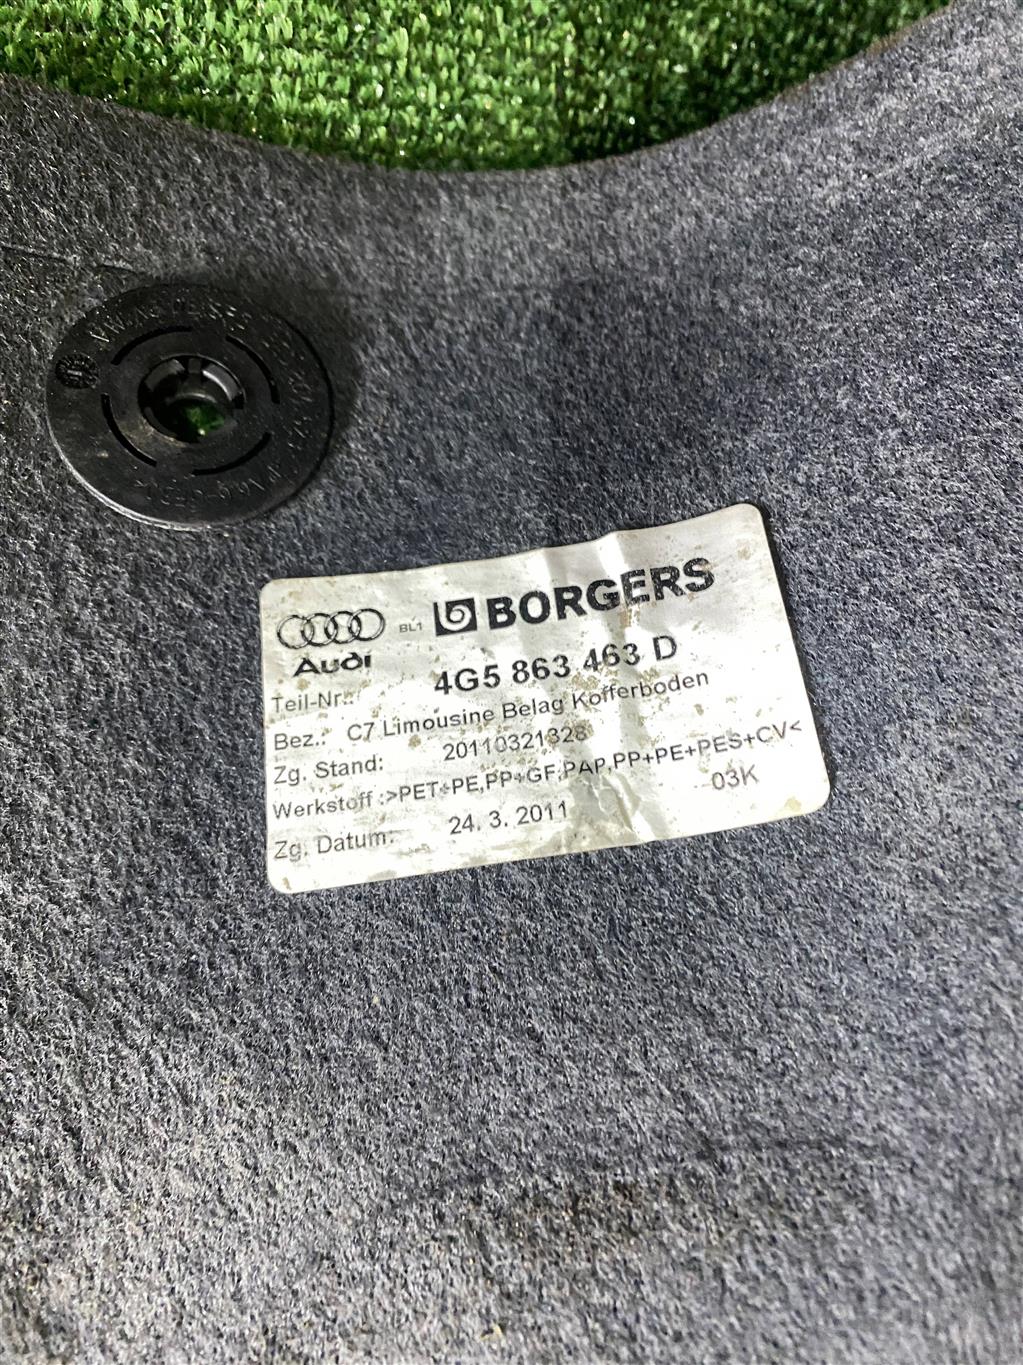 Audi
BL1 BORGERS
Teil-Nr.: 4G5 863 463 D
Bez.: C7 Limousine Belag Kofferboden
Zg. Stand: 20110321328
Werkstoff :>PET+PE,PP+GF,PAP,PP+PE+PES+CV<
Zg. Datum: 24. 3. 2011 03K